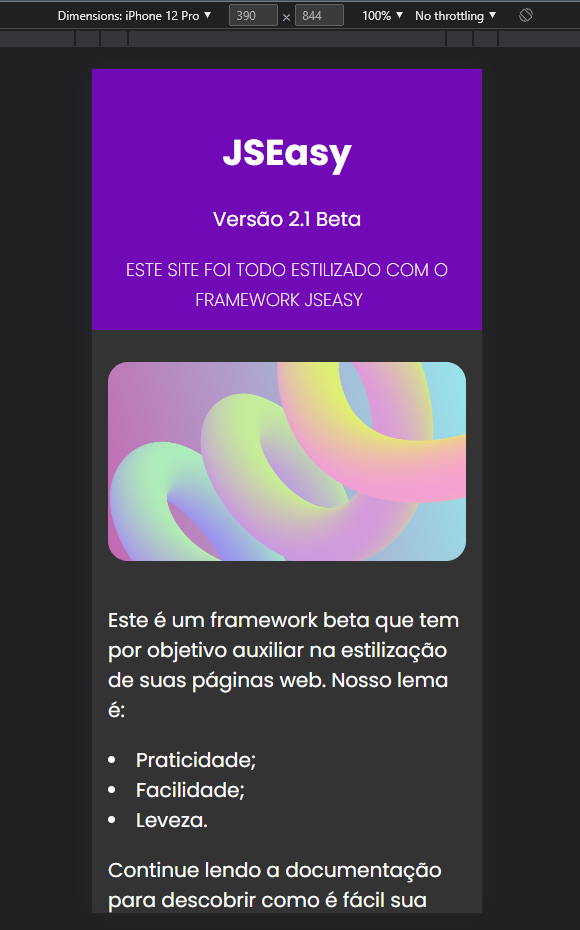 Dimensions: iPhone 12 Pro ▼ 390 × 844 100% ▼ No throttling ▼
JSEasy
Versão 2.1 Beta
ESTE SITE FOI TODO ESTILIZADO COM O
FRAMEWORK JSEASY
Este é um framework beta que tem
por objetivo auxiliar na estilização
de suas páginas web. Nosso lema
é:
• Praticidade;
• Facilidade;
• Leveza.
Continue lendo a documentação
para descobrir como é fácil sua